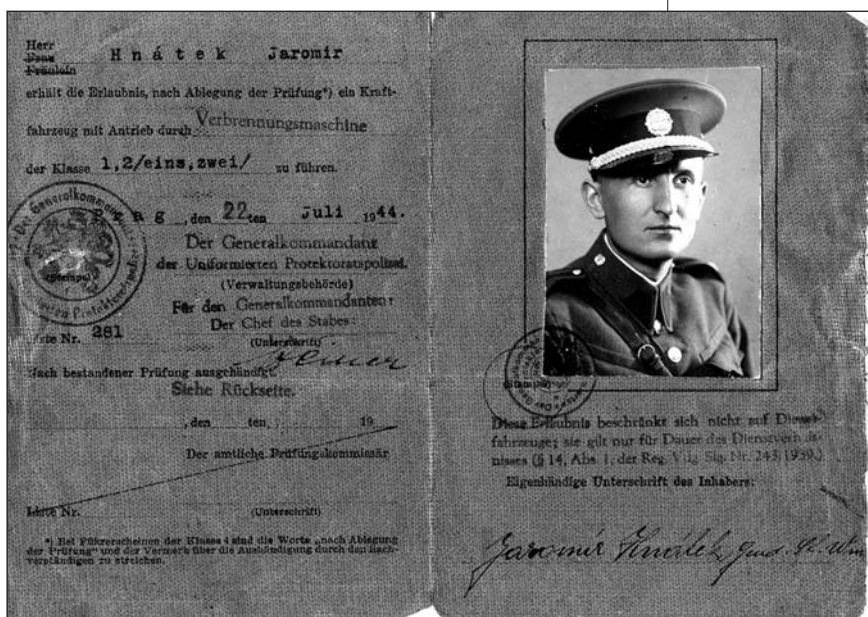 Herr
Frau
Fräulein
Hnátek Jaromir
erhält die Erlaubnis, nach Ablegung der Prüfung*) ein Kraft-
fahrzeug mit Antrieb durch Verbrennungsmaschine
der Klasse 1,2/eins,zwei/ zu führen.
Prag, den 22ten Juli 1944.
Der Generalkommandant
der Uniformierten Protektoratspolizei.
(Verwaltungsbehörde)
Für den Generalkommandanten:
Der Chef des Stabes:
(Stempel)
Liste Nr. 281
(Unterschrift)
Nach bestandener Prüfung ausgehändigt.
Siehe Rückseite.
, den ten 19
Der amtliche Prüfungskommissär
Liste Nr.
(Unterschrift)
*) Bei Führerscheinen der Klasse 4 sind die Worte „nach Ablegung
der Prüfung“ und der Vermerk über die Aushändigung durch den Sach-
verständigen zu streichen.
(Stempel)
Diese Erlaubnis beschränkt sich nicht auf Dienst-
fahrzeuge; sie gilt nur für Dauer des Dienstverhält-
nisses (§ 14, Abs. 1, der Reg. Vdg. Slg. Nr. 243/1939.)
Eigenhändige Unterschrift des Inhabers:
Jaromír Hnátek,